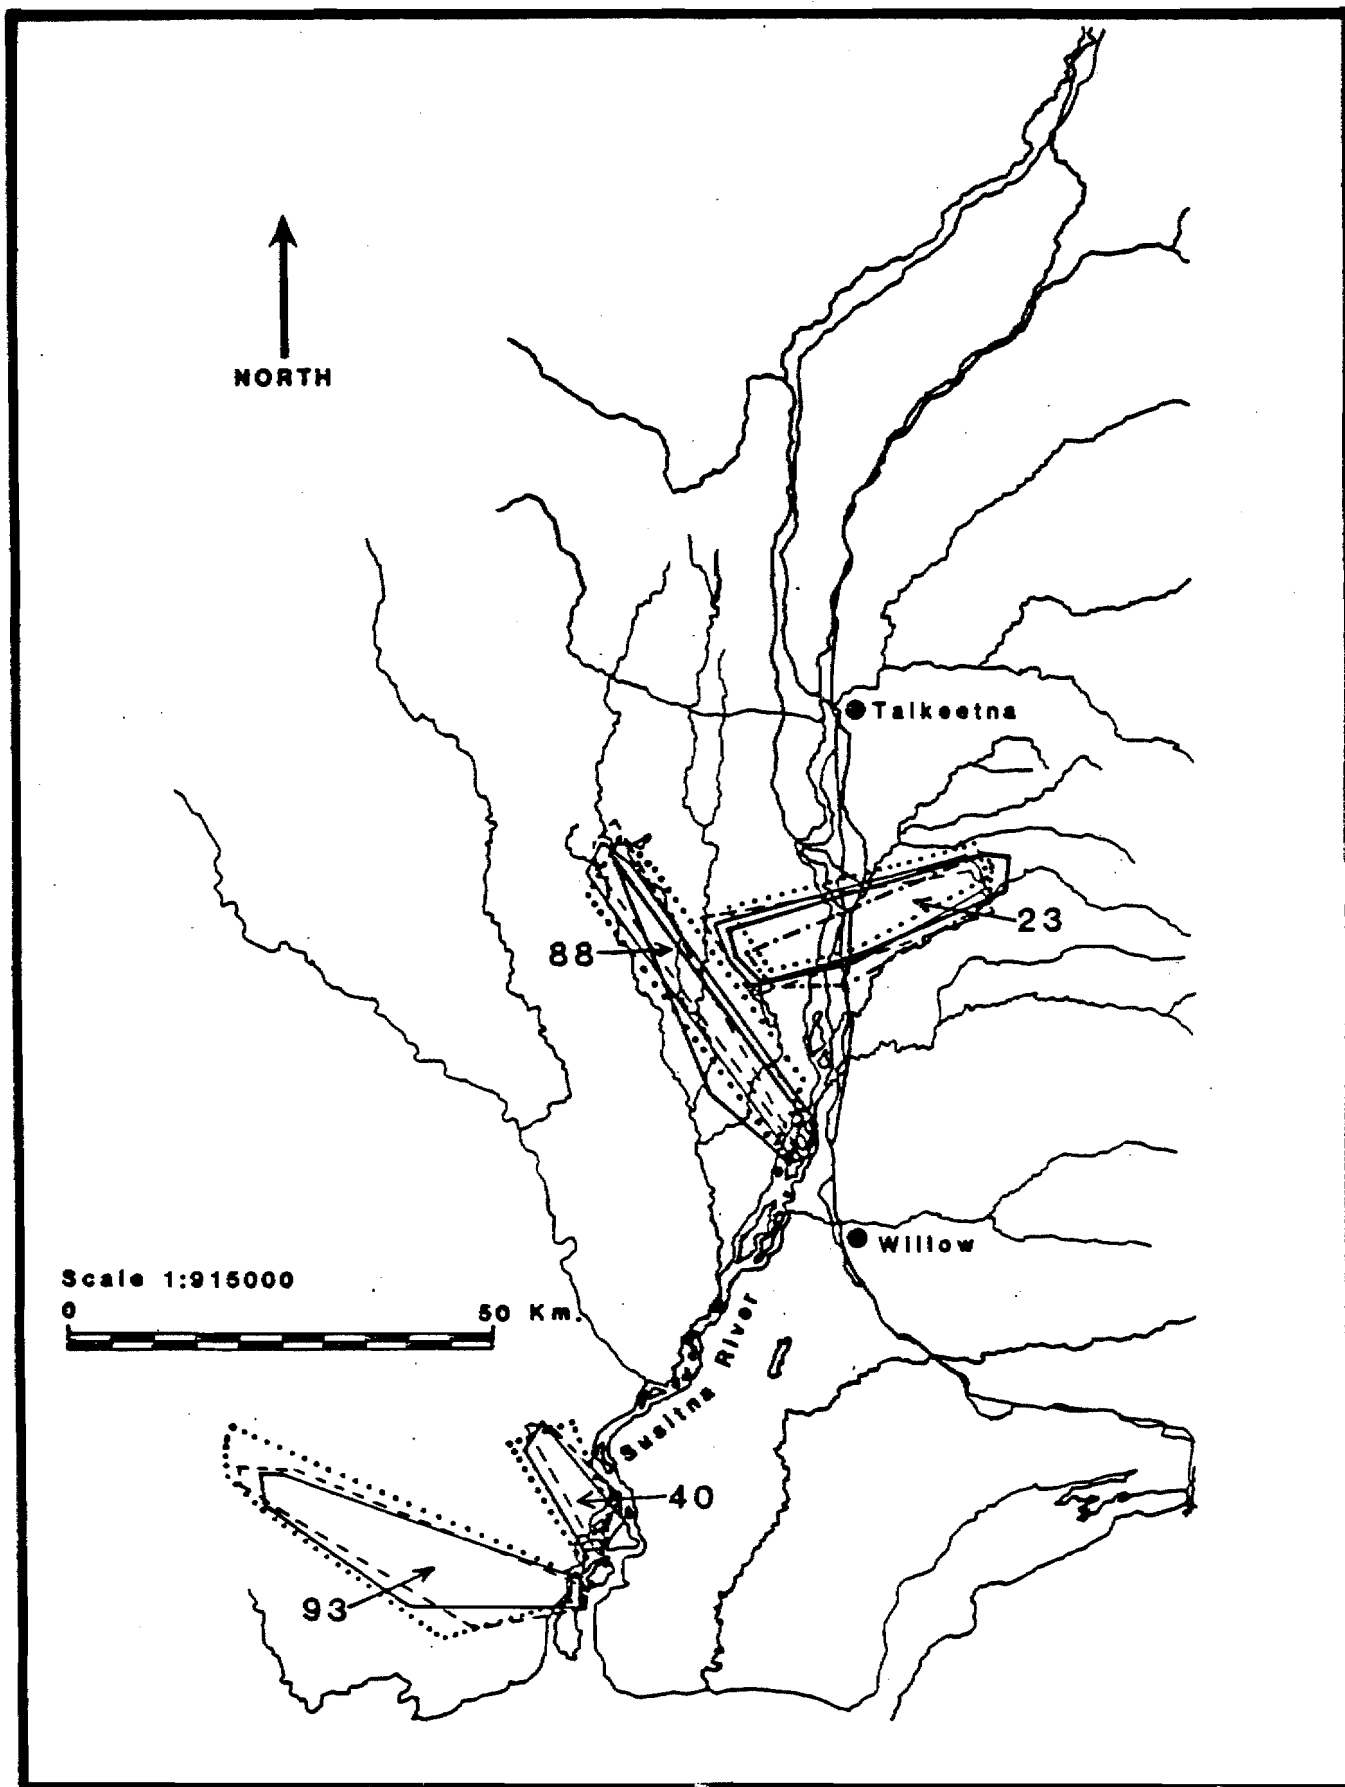 NORTH
Talkeetna
23
88
Willow
Scale 1:915000
0 50 Km.
Susitna River
40
93